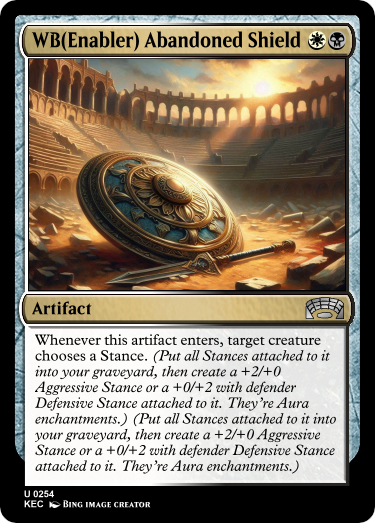 WB(Enabler) Abandoned Shield
Artifact
Whenever this artifact enters, target creature
chooses a Stance. (Put all Stances attached to it
into your graveyard, then create a +2/+0
Aggressive Stance or a +0/+2 with defender
Defensive Stance attached to it. They're Aura
enchantments.) (Put all Stances attached to it into
your graveyard, then create a +2/+0 Aggressive
Stance or a +0/+2 with defender Defensive Stance
attached to it. They're Aura enchantments.)
U 0254
KEC BING IMAGE CREATOR